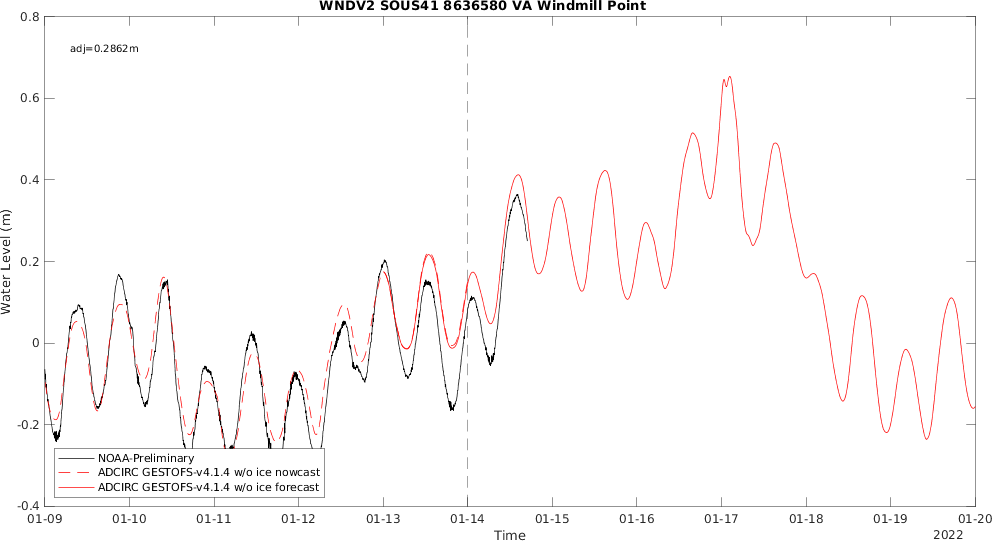 WNDV2 SOUS41 8636580 VA Windmill Point
adj=0.2862m
0.8
0.6
0.4
0.2
0
-0.2
-0.4
Water Level (m)
NOAA-Preliminary
ADCIRC GESTOFS-v4.1.4 w/o ice nowcast
ADCIRC GESTOFS-v4.1.4 w/o ice forecast
01-09 01-10 01-11 01-12 01-13 01-14 01-15 01-16 01-17 01-18 01-19 01-20
Time
2022